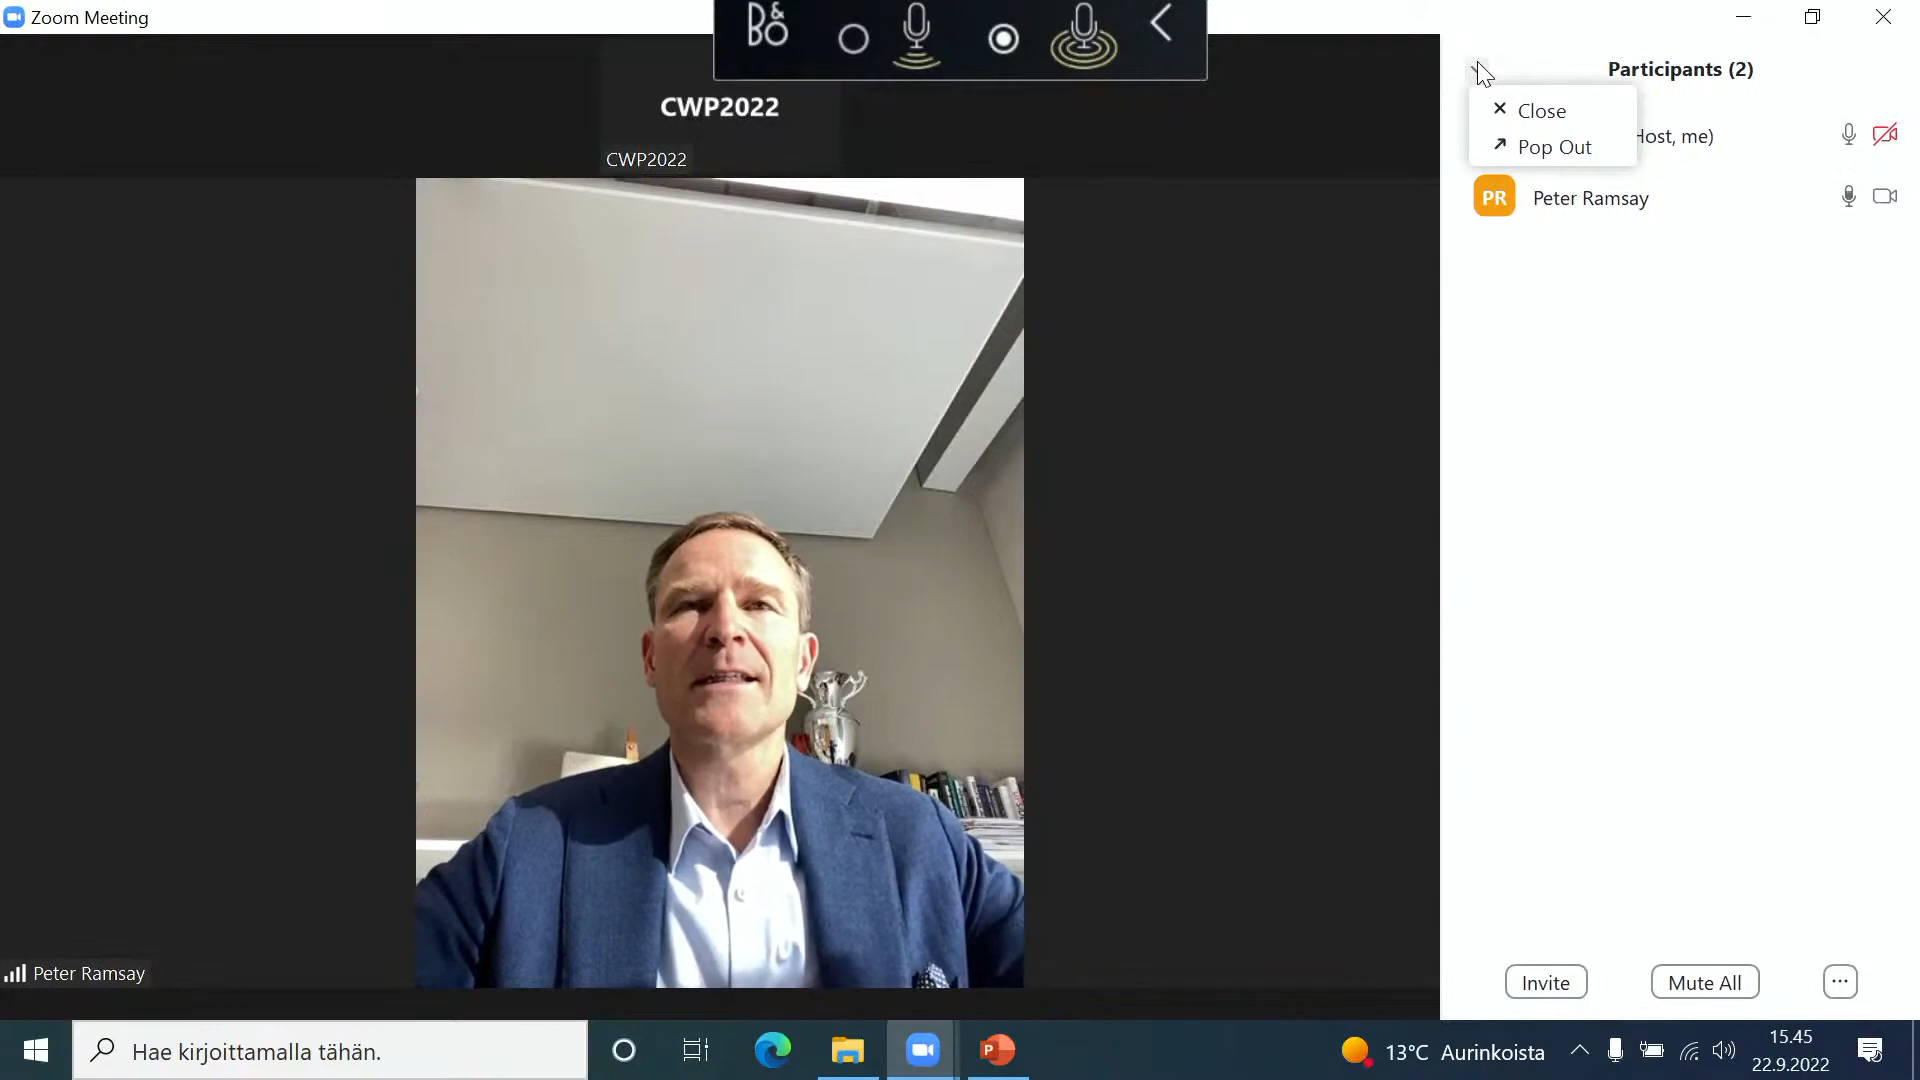 Zoom Meeting
B&O
CWP2022
CWP2022
Participants (2)
Close
Pop Out
Host, me)
PR
Peter Ramsay
Peter Ramsay
Invite
Mute All
...
Hae kirjoittamalla tähän.
P
13°C Aurinkoista
15.45
22.9.2022